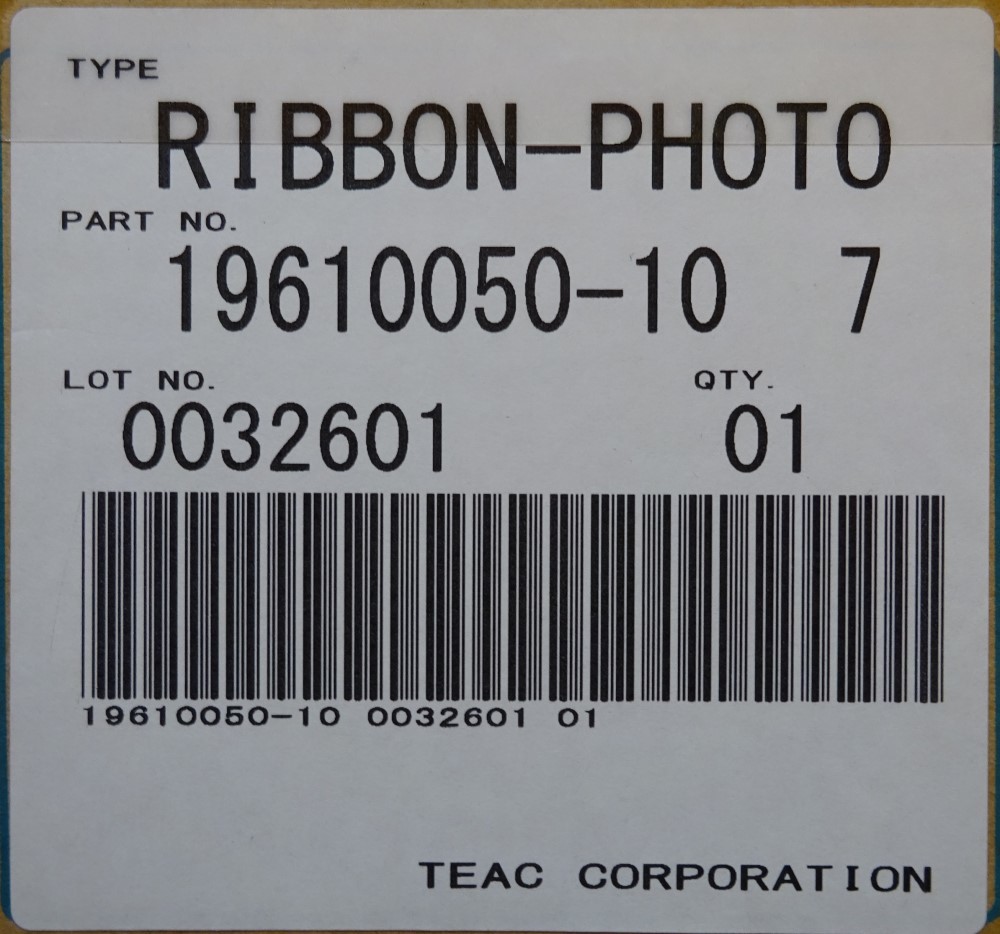 TYPE
RIBBON-PHOTO
PART NO.
19610050-10 7
LOT NO. QTY.
0032601 01
19610050-10 0032601 01
TEAC CORPORATION